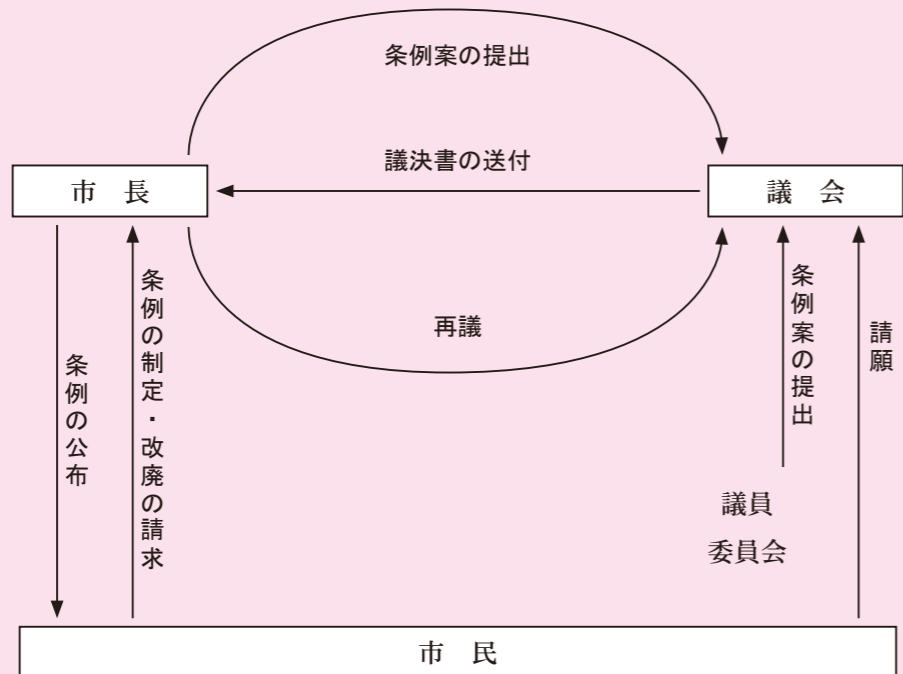 条例案の提出
議決書の送付
市 長
議 会
再議
条例の公布
条例の制定・改廃の請求
条例案の提出
請願
議員
委員会
市 民